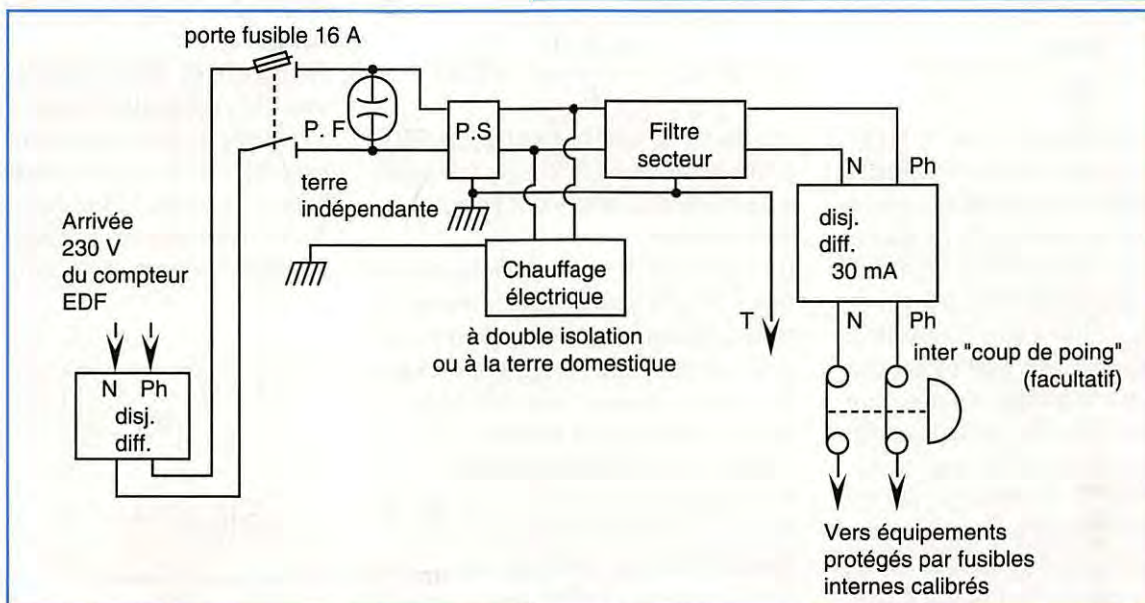 porte fusible 16 A
P. F
P.S
Filtre
secteur
N Ph
terre
indépendante
Arrivée
230 V
du compteur
EDF
disj.
diff.
30 mA
Chauffage
électrique
T
N Ph
à double isolation
ou à la terre domestique
inter "coup de poing"
(facultatif)
N Ph
disj.
diff.
Vers équipements
protégés par fusibles
internes calibrés